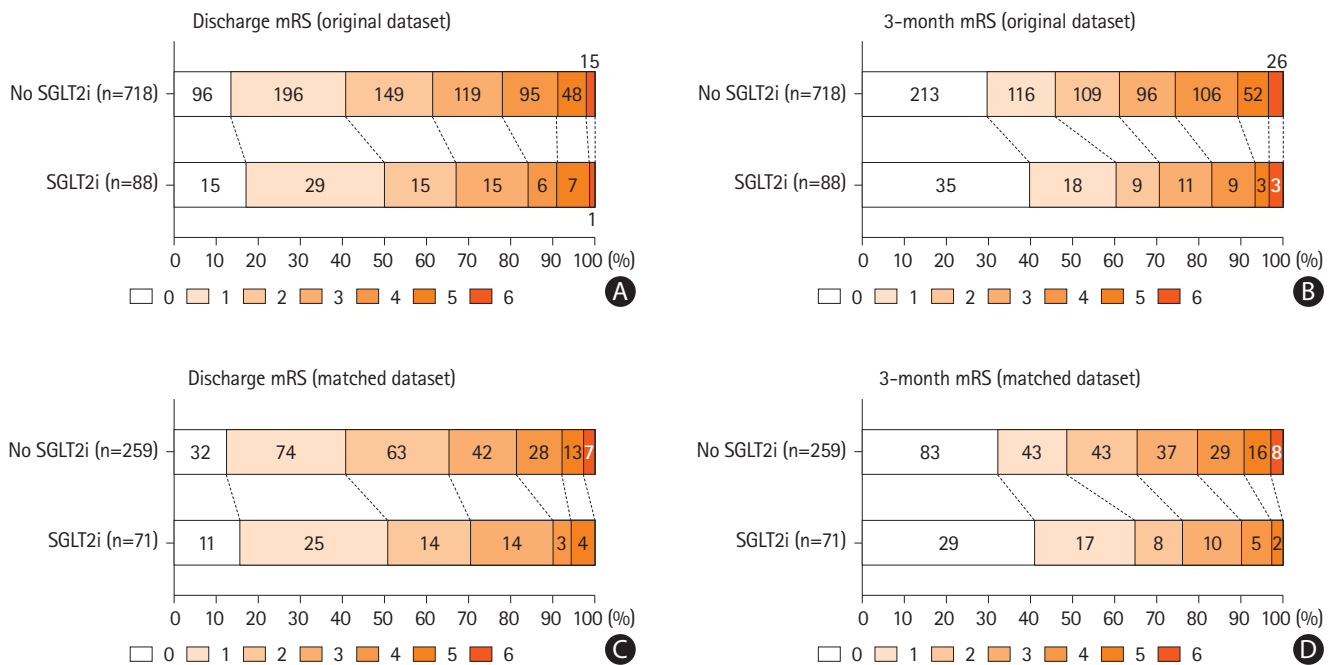 Discharge mRS (original dataset)
15
No SGLT2i (n=718) 96 196 149 119 95 48
SGLT2i (n=88) 15 29 15 15 6 7
1
0 10 20 30 40 50 60 70 80 90 100 (%)
0 1 2 3 4 5 6
A
3-month mRS (original dataset)
26
No SGLT2i (n=718) 213 116 109 96 106 52
SGLT2i (n=88) 35 18 9 11 9 3 3
0 10 20 30 40 50 60 70 80 90 100 (%)
0 1 2 3 4 5 6
B
Discharge mRS (matched dataset)
No SGLT2i (n=259) 32 74 63 42 28 13 7
SGLT2i (n=71) 11 25 14 14 3 4
0 10 20 30 40 50 60 70 80 90 100 (%)
0 1 2 3 4 5 6
C
3-month mRS (matched dataset)
No SGLT2i (n=259) 83 43 43 37 29 16 8
SGLT2i (n=71) 29 17 8 10 5 2
0 10 20 30 40 50 60 70 80 90 100 (%)
0 1 2 3 4 5 6
D